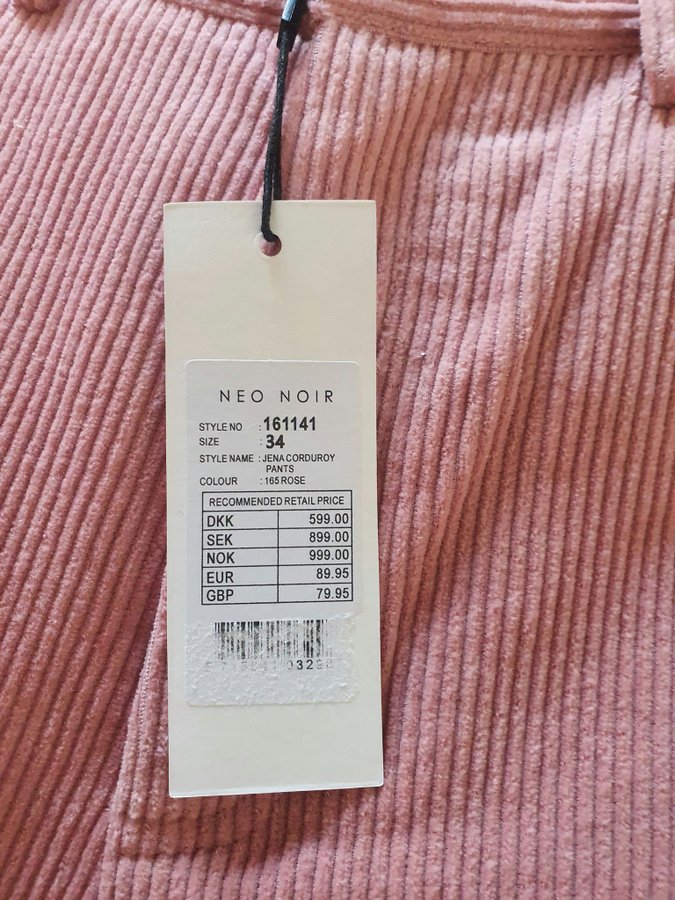 NEO NOIR
STYLE NO : 161141
SIZE : 34
STYLE NAME : JENA CORDUROY
PANTS
COLOUR : 165 ROSE
RECOMMENDED RETAIL PRICE
DKK 599.00
SEK 899.00
NOK 999.00
EUR 89.95
GBP 79.95